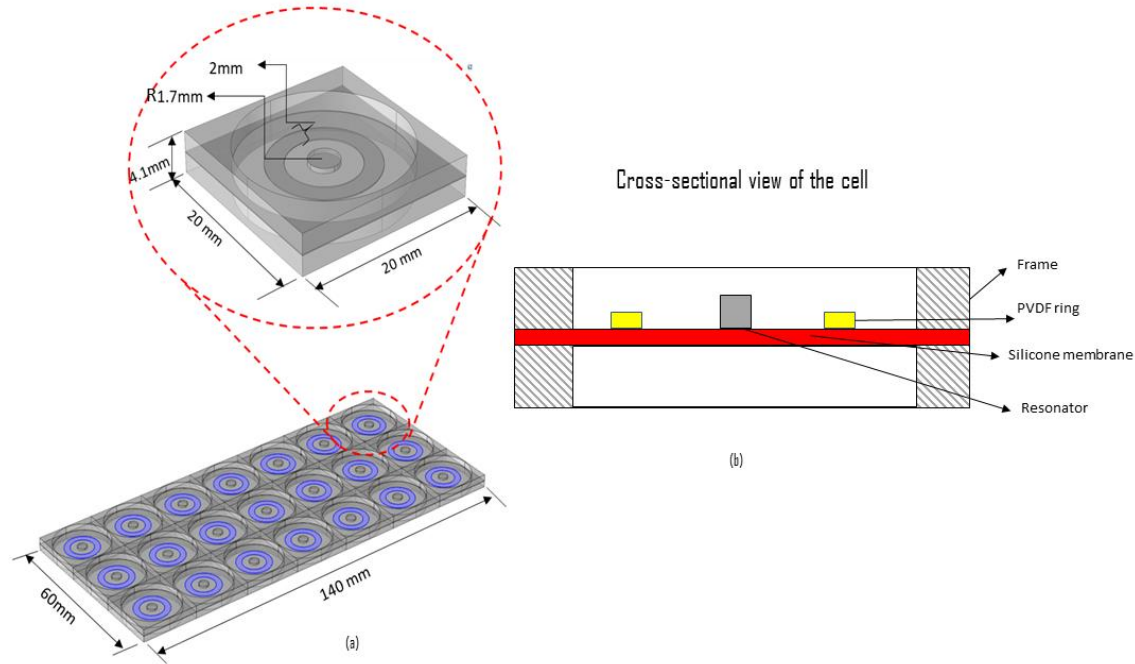 2mm
R1.7mm
4.1mm
20 mm
20 mm
60mm
140 mm
(a)
Cross-sectional view of the cell
Frame
PVDF ring
Silicone membrane
Resonator
(b)